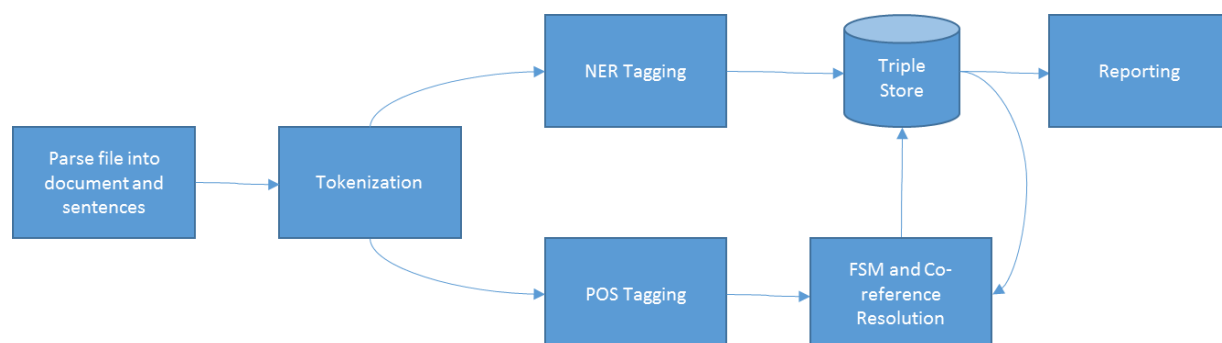 Parse file into
document and
sentences
Tokenization
NER Tagging
POS Tagging
Triple
Store
FSM and Co-
reference
Resolution
Reporting